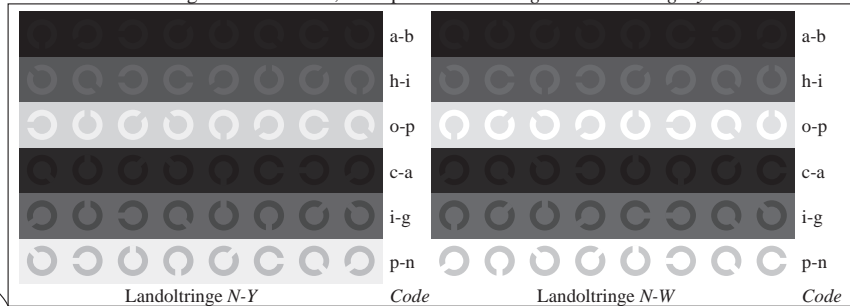 a-b a-b
h-i h-i
o-p o-p
c-a c-a
i-g i-g
p-n p-n
Landoltringe N-Y Code Landoltringe N-W Code